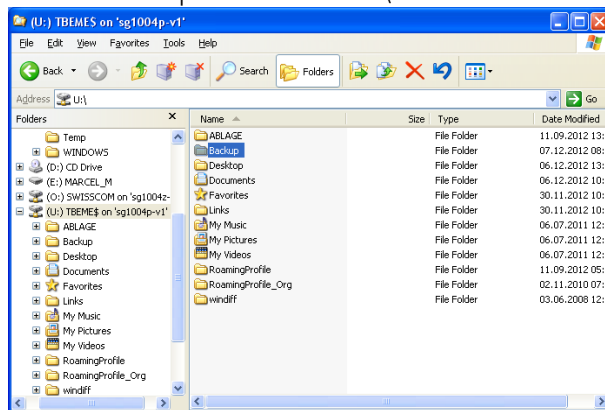 (U:) TBEME$ on 'sg1004p-v1'
File Edit View Favorites Tools Help
Back Search Folders
Address U:\ Go
Folders x
Temp
WINDOWS
(D:) CD Drive
(E:) MARCEL_M
(O:) SWISSCOM on 'sg1004z-
(U:) TBEME$ on 'sg1004p-v1'
ABLAGE
Backup
Desktop
Documents
Favorites
Links
My Music
My Pictures
My Videos
RoamingProfile
RoamingProfile_Org
windiff
Name Size Type Date Modified
ABLAGE File Folder 11.09.2012 13:
Backup File Folder 07.12.2012 08:
Desktop File Folder 06.12.2012 13:
Documents File Folder 06.12.2012 10:
Favorites File Folder 30.11.2012 10:
Links File Folder 30.11.2012 10:
My Music File Folder 06.07.2011 12:
My Pictures File Folder 06.07.2011 12:
My Videos File Folder 06.07.2011 12:
RoamingProfile File Folder 11.09.2012 05:
RoamingProfile_Org File Folder 02.11.2010 07:
windiff File Folder 03.06.2008 12: